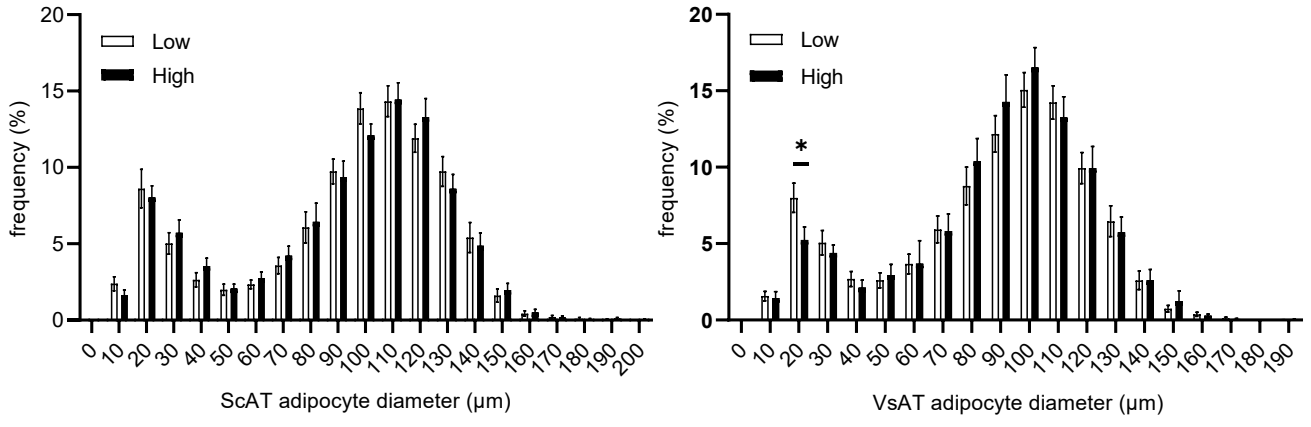 20
15
10
5
0
frequency (%)
Low
High
0 10 20 30 40 50 60 70 80 90 100 110 120 130 140 150 160 170 180 190 200
ScAT adipocyte diameter (µm)
20
15
10
5
0
frequency (%)
Low
High
*
0 10 20 30 40 50 60 70 80 90 100 110 120 130 140 150 160 170 180 190
VsAT adipocyte diameter (µm)